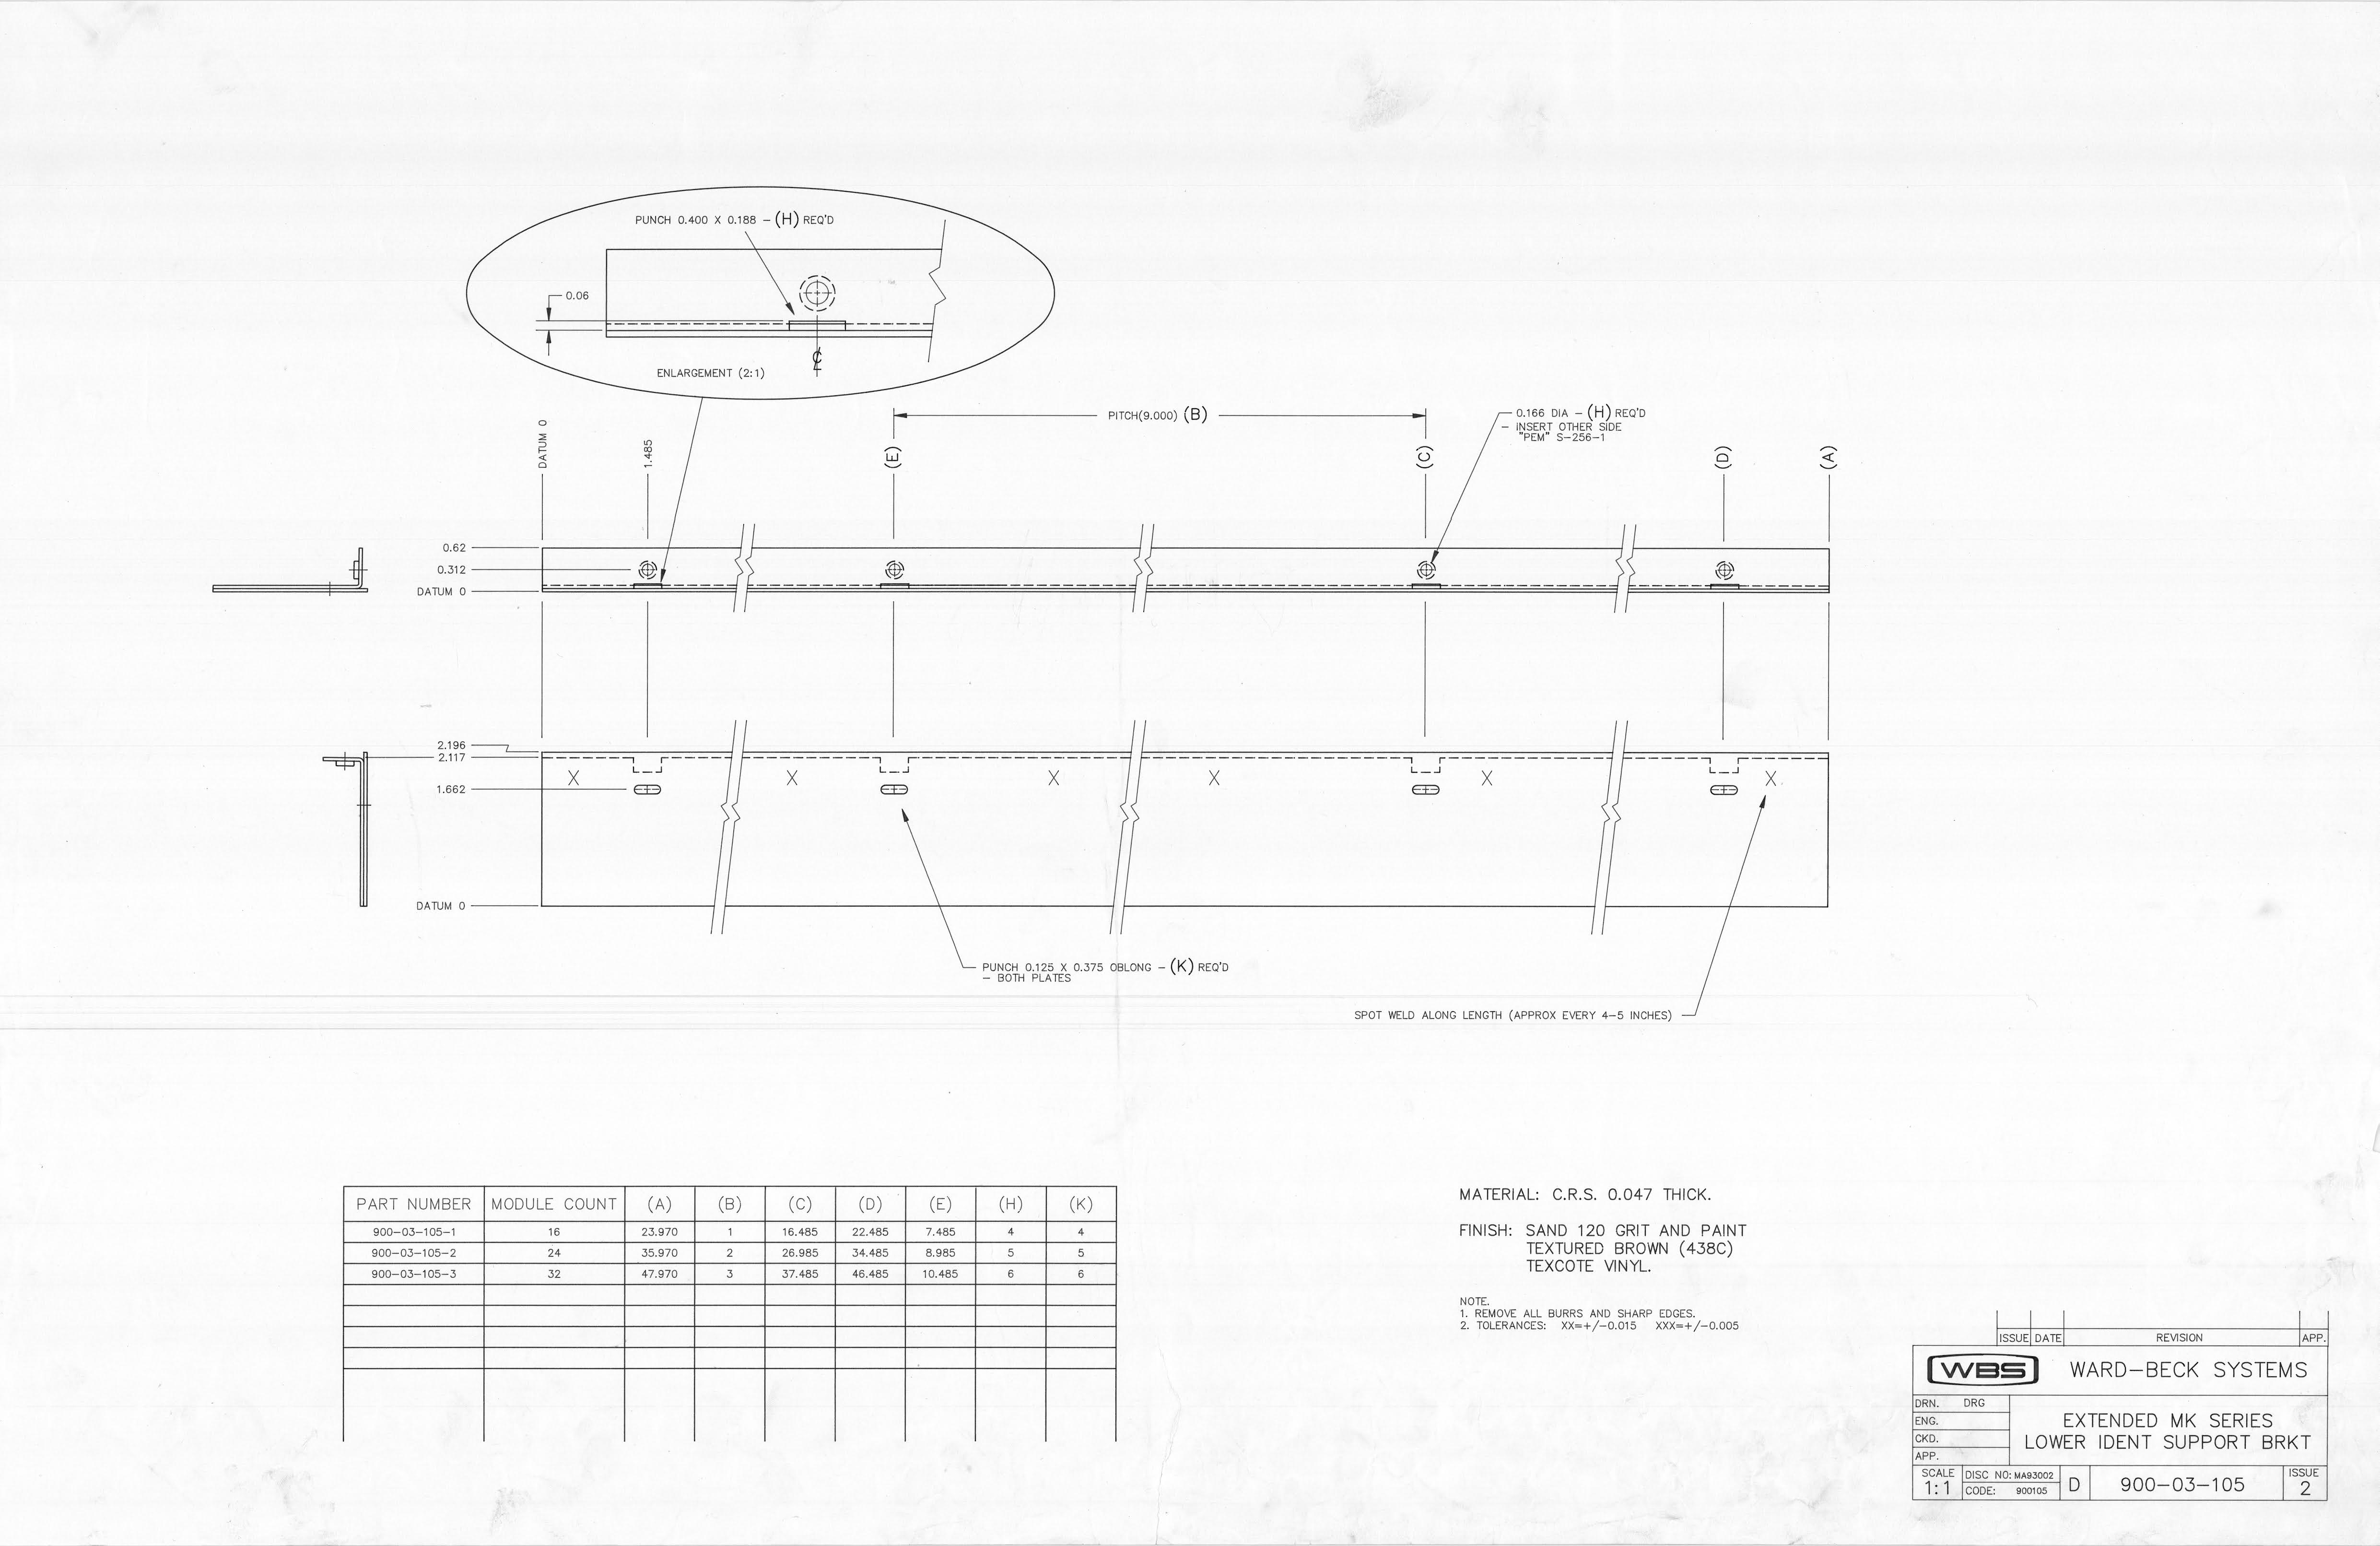 PUNCH 0.400 X 0.188 – (H) REQ'D
0.06
℄
ENLARGEMENT (2:1)
PITCH(9.000) (B)
0.166 DIA – (H) REQ'D
– INSERT OTHER SIDE
"PEM" S–256–1
DATUM 0
1.485
(E)
(C)
(D)
(A)
0.62
0.312
DATUM 0
2.196
2.117
X X X X X X
1.662
DATUM 0
PUNCH 0.125 X 0.375 OBLONG – (K) REQ'D
– BOTH PLATES
SPOT WELD ALONG LENGTH (APPROX EVERY 4–5 INCHES)
PART NUMBER MODULE COUNT (A) (B) (C) (D) (E) (H) (K)
900–03–105–1 16 23.970 1 16.485 22.485 7.485 4 4
900–03–105–2 24 35.970 2 26.985 34.485 8.985 5 5
900–03–105–3 32 47.970 3 37.485 46.485 10.485 6 6
MATERIAL: C.R.S. 0.047 THICK.
FINISH: SAND 120 GRIT AND PAINT
TEXTURED BROWN (438C)
TEXCOTE VINYL.
NOTE.
1. REMOVE ALL BURRS AND SHARP EDGES.
2. TOLERANCES: XX=+/–0.015 XXX=+/–0.005
ISSUE DATE REVISION APP.
WBS WARD–BECK SYSTEMS
DRN. DRG
ENG.
CKD.
APP.
EXTENDED MK SERIES
LOWER IDENT SUPPORT BRKT
SCALE
1:1
DISC NO: MA93002
CODE: 900105
D
900–03–105
ISSUE
2